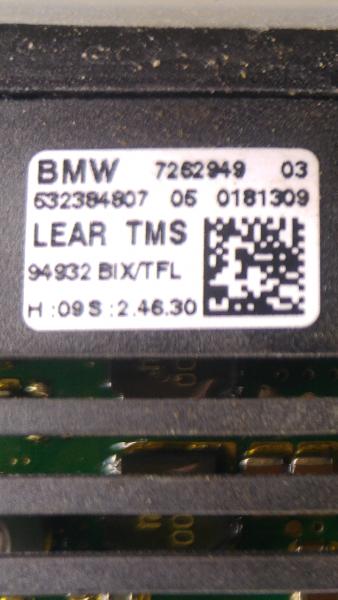 BMW 7262949 03
632384807 05 0181309
LEAR TMS
94932 BIX/TFL
H :09 S :2.46.30